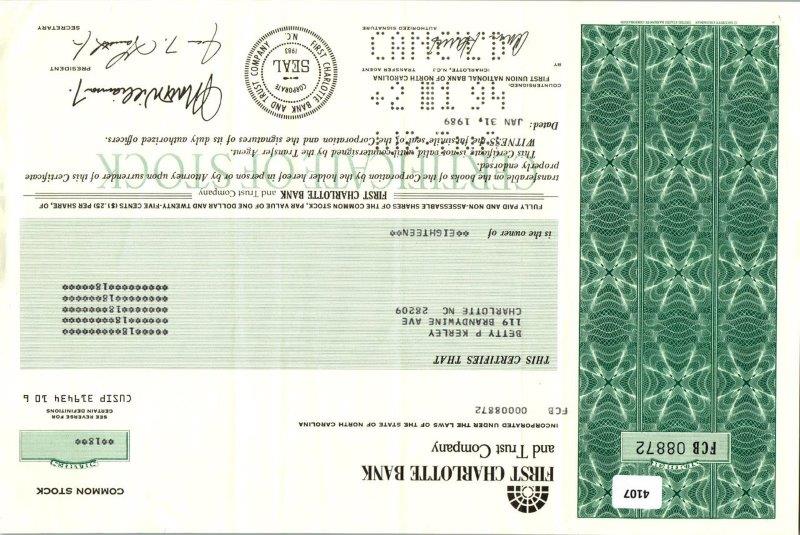 COMMON STOCK
4107
FIRST CHARLOTTE BANK
and Trust Company
INCORPORATED UNDER THE LAWS OF THE STATE OF NORTH CAROLINA
NUMBER
FCB 08872
SHARES
**18**
FCB 00008872
SEE REVERSE FOR
CERTAIN DEFINITIONS
CUSIP 319434 10 6
THIS CERTIFIES THAT
BETTY P KERLEY
119 BRANDYWINE AVE
CHARLOTTE NC 28209
is the owner of **EIGHTEEN**
FULLY PAID AND NON-ASSESSABLE SHARES OF THE COMMON STOCK, PAR VALUE OF ONE DOLLAR AND TWENTY-FIVE CENTS ($1.25) PER SHARE, OF
FIRST CHARLOTTE BANK and Trust Company
CERTIFICATE OF STOCK
transferable on the books of the Corporation by the holder hereof in person or by Attorney upon surrender of this Certificate
properly endorsed.
This Certificate is not valid until countersigned by the Transfer Agent.
WITNESS the facsimile seal of the Corporation and the signatures of its duly authorized officers.
Dated: JAN 31, 1989
COUNTERSIGNED:
FIRST UNION NATIONAL BANK OF NORTH CAROLINA
(CHARLOTTE, N.C.) TRANSFER AGENT
BY
AUTHORIZED SIGNATURE
FIRST CHARLOTTE BANK AND TRUST COMPANY
CORPORATE
SEAL
1983
N.C.
PRESIDENT
SECRETARY